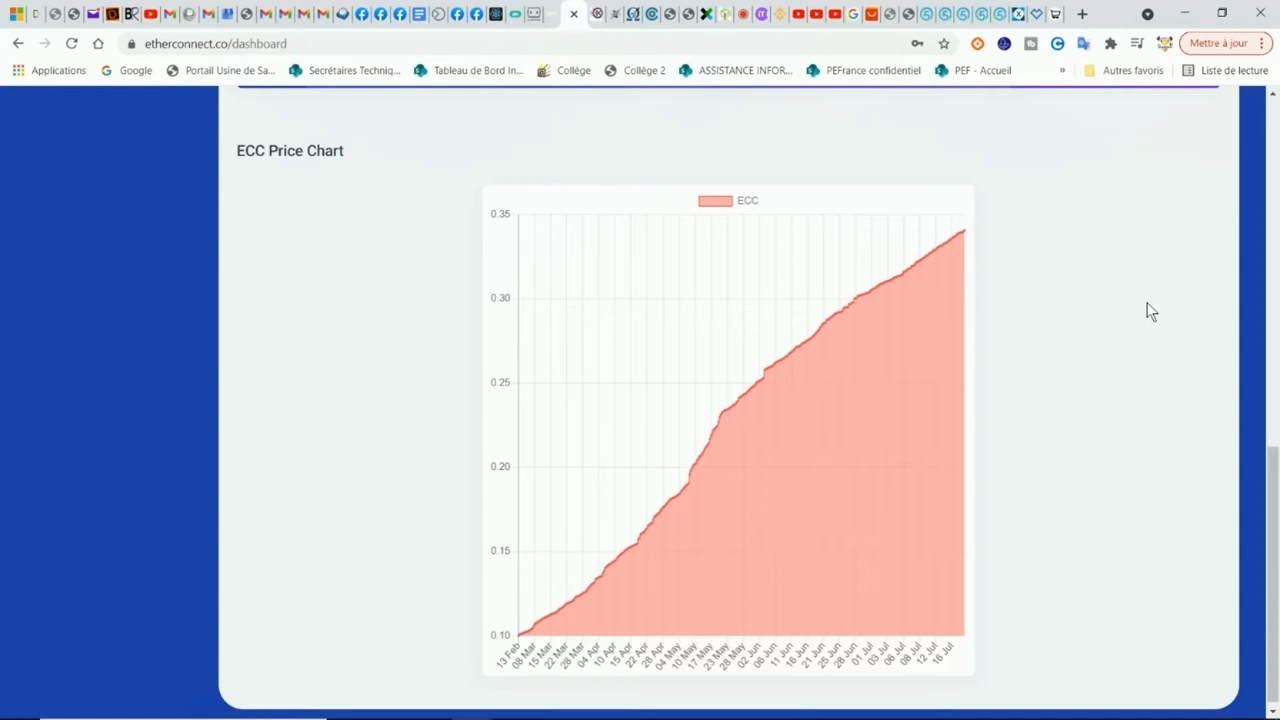 etherconnect.co/dashboard
Mettre à jour
Applications
Google
Portail Usine de Sa...
Secrétaires Techniq...
Tableau de Bord In...
Collège
Collège 2
ASSISTANCE INFOR...
PEFrance confidentiel
PEF - Accueil
»
Autres favoris
Liste de lecture
ECC Price Chart
ECC
0.35
0.30
0.25
0.20
0.15
0.10
13 Feb
08 Mar
15 Mar
22 Mar
28 Mar
04 Apr
10 Apr
15 Apr
22 Apr
28 Apr
04 May
10 May
17 May
23 May
28 May
02 Jun
06 Jun
11 Jun
16 Jun
21 Jun
25 Jun
28 Jun
01 Jul
03 Jul
06 Jul
08 Jul
12 Jul
16 Jul